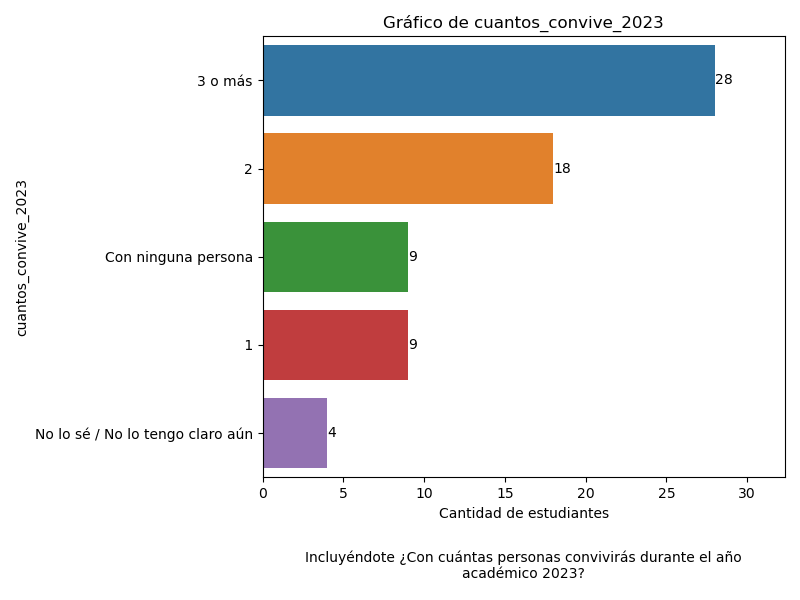 Gráfico de cuantos_convive_2023
cuantos_convive_2023
3 o más
28
2
18
Con ninguna persona
9
1
9
No lo sé / No lo tengo claro aún
4
0
5
10
15
20
25
30
Cantidad de estudiantes
Incluyéndote ¿Con cuántas personas convivirás durante el año
académico 2023?